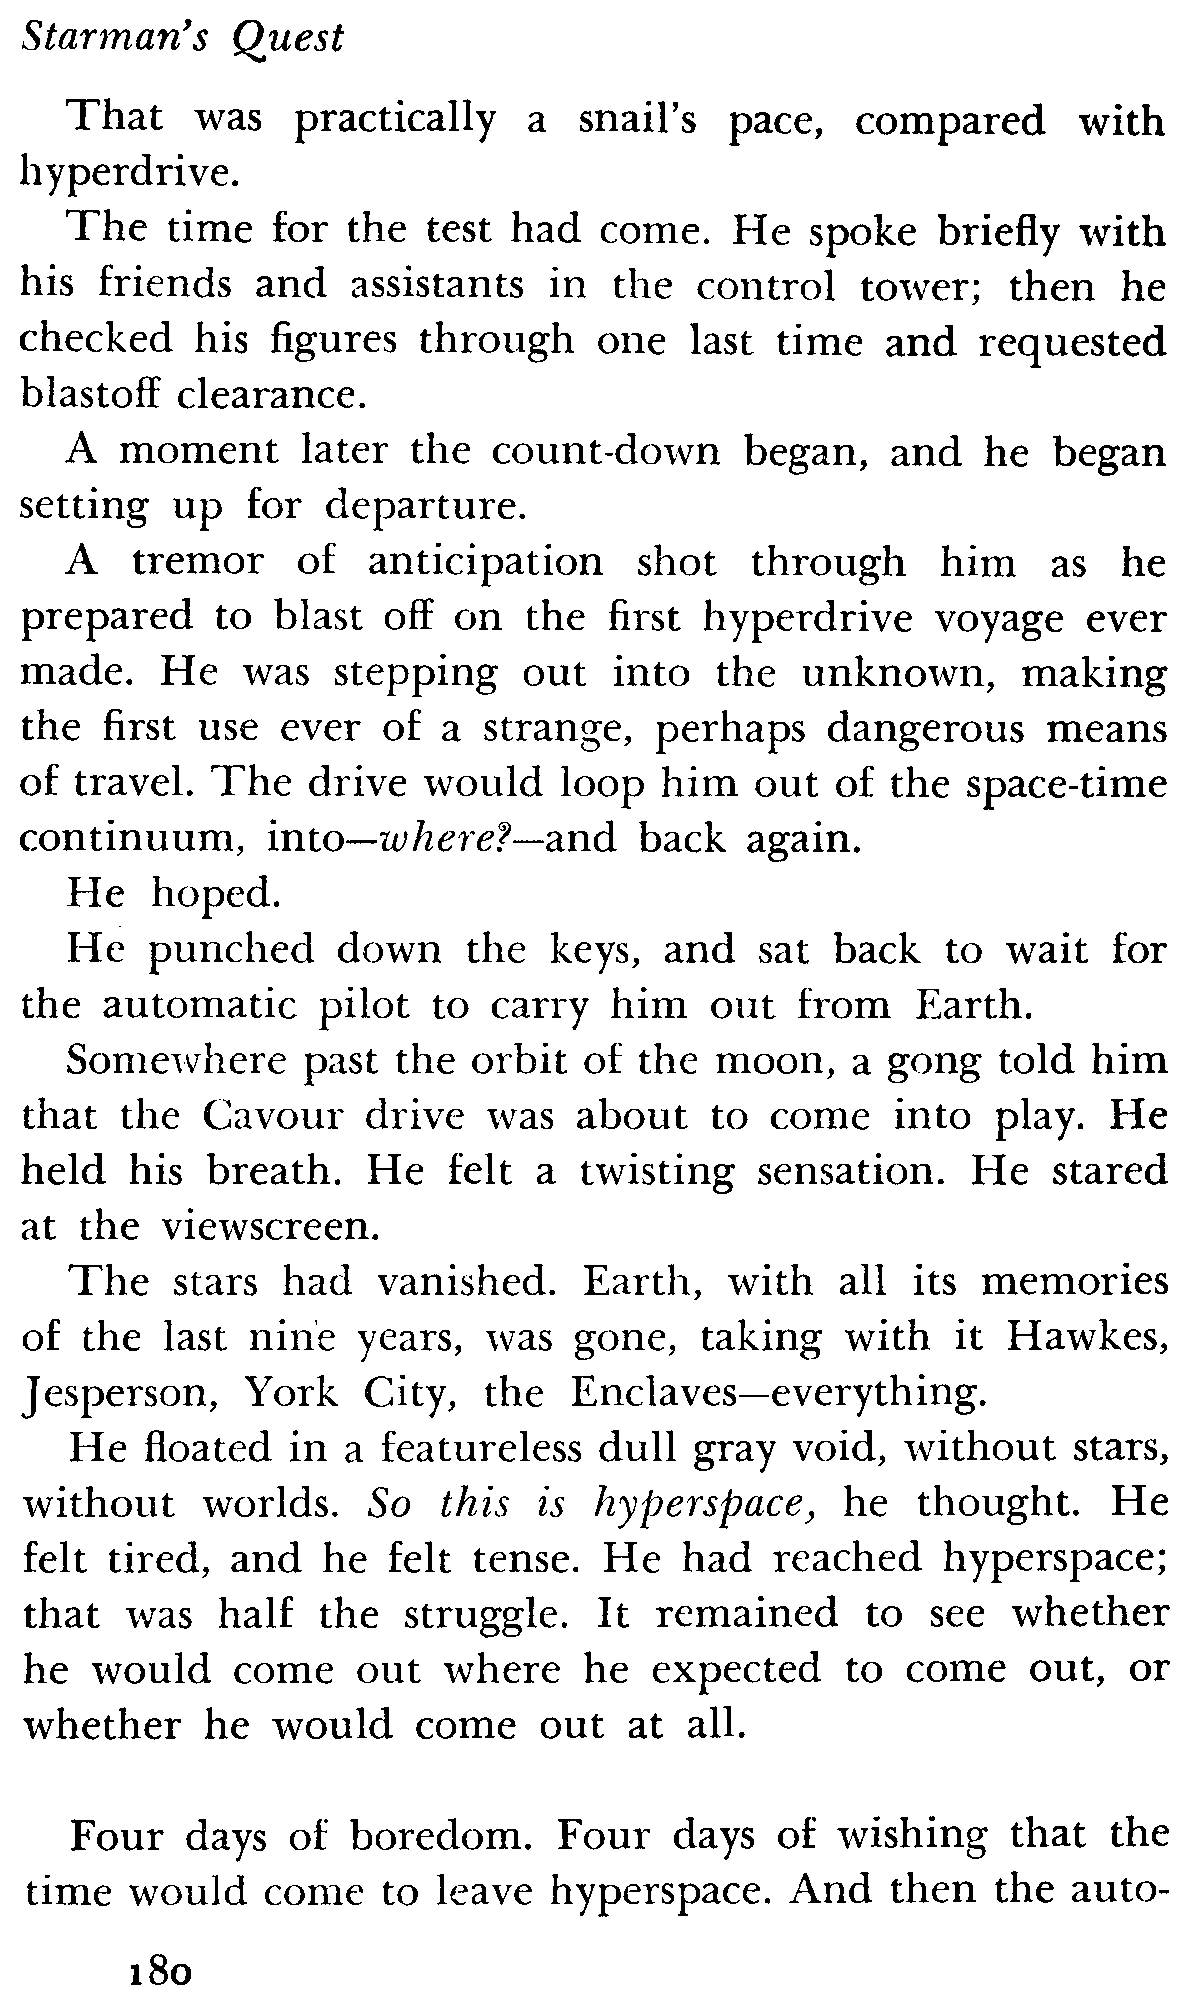 Starman's Quest
That was practically a snail's pace, compared with
hyperdrive.
The time for the test had come. He spoke briefly with
his friends and assistants in the control tower; then he
checked his figures through one last time and requested
blastoff clearance.
A moment later the count-down began, and he began
setting up for departure.
A tremor of anticipation shot through him as he
prepared to blast off on the first hyperdrive voyage ever
made. He was stepping out into the unknown, making
the first use ever of a strange, perhaps dangerous means
of travel. The drive would loop him out of the space-time
continuum, into—where?—and back again.
He hoped.
He punched down the keys, and sat back to wait for
the automatic pilot to carry him out from Earth.
Somewhere past the orbit of the moon, a gong told him
that the Cavour drive was about to come into play. He
held his breath. He felt a twisting sensation. He stared
at the viewscreen.
The stars had vanished. Earth, with all its memories
of the last nine years, was gone, taking with it Hawkes,
Jesperson, York City, the Enclaves—everything.
He floated in a featureless dull gray void, without stars,
without worlds. So this is hyperspace, he thought. He
felt tired, and he felt tense. He had reached hyperspace;
that was half the struggle. It remained to see whether
he would come out where he expected to come out, or
whether he would come out at all.
Four days of boredom. Four days of wishing that the
time would come to leave hyperspace. And then the auto-
180